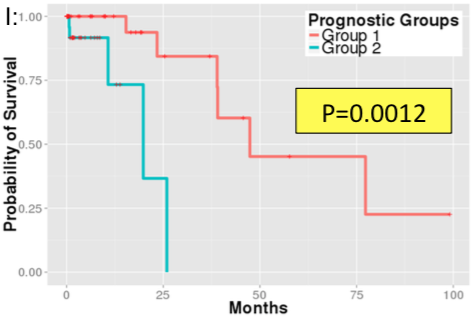 I:
Prognostic Groups
Group 1
Group 2
P=0.0012
Probability of Survival
1.00
0.75
0.50
0.25
0.00
0 25 50 75 100
Months